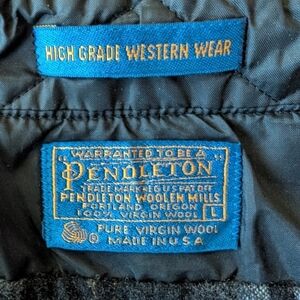 HIGH GRADE WESTERN WEAR
WARRANTED TO BE A
"PENDLETON"
TRADE MARK REG US PAT OFF
PENDLETON WOOLEN MILLS
PORTLAND, OREGON
100% VIRGIN WOOL L
PURE VIRGIN WOOL
MADE IN U.S.A